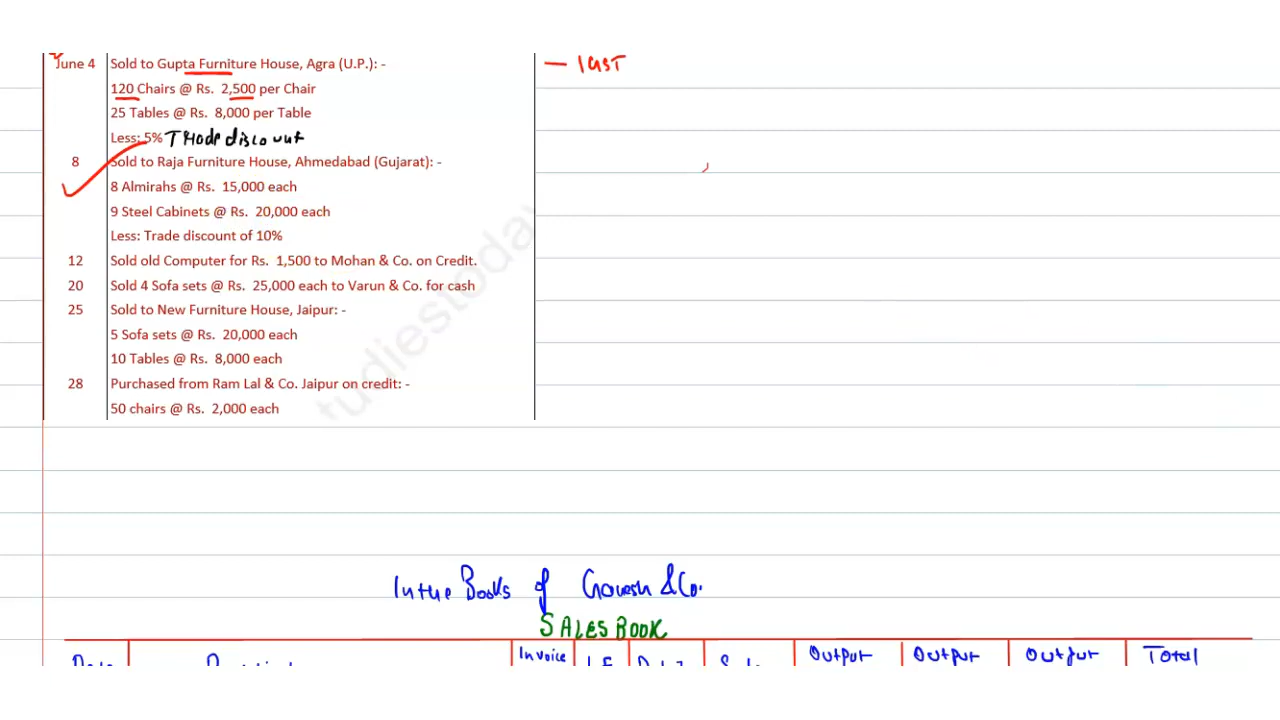 June 4 Sold to Gupta Furniture House, Agra (U.P.): -
— IGST
120 Chairs @ Rs. 2,500 per Chair
25 Tables @ Rs. 8,000 per Table
Less: 5% Trade discount
8 Sold to Raja Furniture House, Ahmedabad (Gujarat): -
8 Almirahs @ Rs. 15,000 each
9 Steel Cabinets @ Rs. 20,000 each
Less: Trade discount of 10%
12 Sold old Computer for Rs. 1,500 to Mohan & Co. on Credit.
20 Sold 4 Sofa sets @ Rs. 25,000 each to Varun & Co. for cash
25 Sold to New Furniture House, Jaipur: -
5 Sofa sets @ Rs. 20,000 each
10 Tables @ Rs. 8,000 each
28 Purchased from Ram Lal & Co. Jaipur on credit: -
50 chairs @ Rs. 2,000 each
tudiestoday
In the Books of & Co.
SALES BOOK
Date Invoice L.F. Output Output Output Total